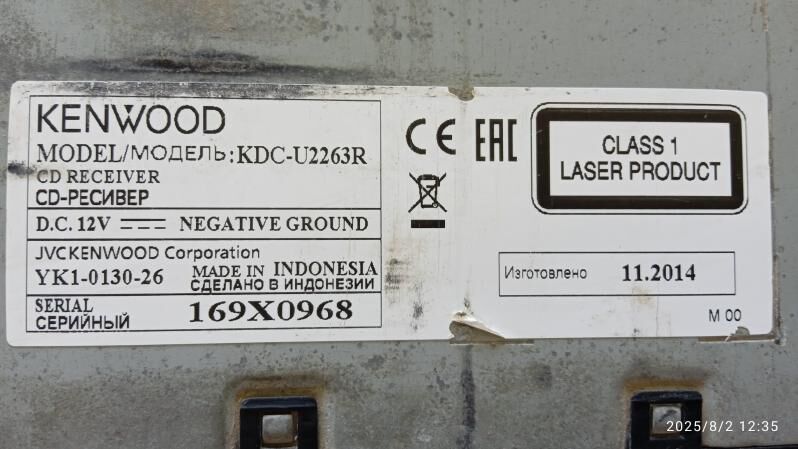 KENWOOD
MODEL/МОДЕЛЬ:KDC-U2263R
CD RECEIVER
CD-РЕСИВЕР
D.C. 12V NEGATIVE GROUND
JVCKENWOOD Corporation
YK1-0130-26 MADE IN INDONESIA
СДЕЛАНО В ИНДОНЕЗИИ
SERIAL
СЕРИЙНЫЙ 169X0968
CE EAC
CLASS 1
LASER PRODUCT
Изготовлено 11.2014
M 00
2025/8/2 12:35